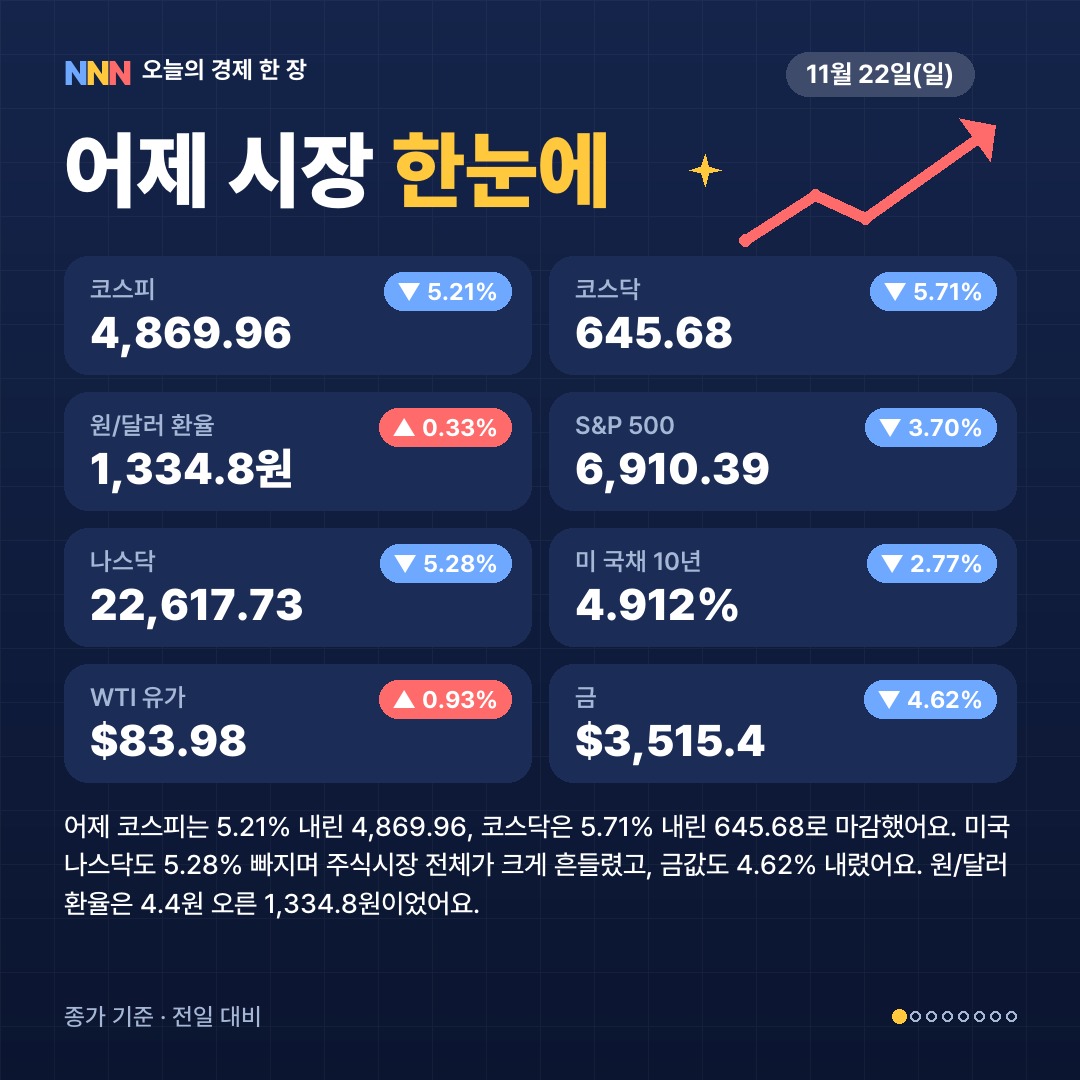 NNN 오늘의 경제 한 장
11월 22일(일)
어제 시장 한눈에
코스피
▼ 5.21%
4,869.96
코스닥
▼ 5.71%
645.68
원/달러 환율
▲ 0.33%
1,334.8원
S&P 500
▼ 3.70%
6,910.39
나스닥
▼ 5.28%
22,617.73
미 국채 10년
▼ 2.77%
4.912%
WTI 유가
▲ 0.93%
$83.98
금
▼ 4.62%
$3,515.4
어제 코스피는 5.21% 내린 4,869.96, 코스닥은 5.71% 내린 645.68로 마감했어요. 미국
나스닥도 5.28% 빠지며 주식시장 전체가 크게 흔들렸고, 금값도 4.62% 내렸어요. 원/달러
환율은 4.4원 오른 1,334.8원이었어요.
종가 기준 · 전일 대비